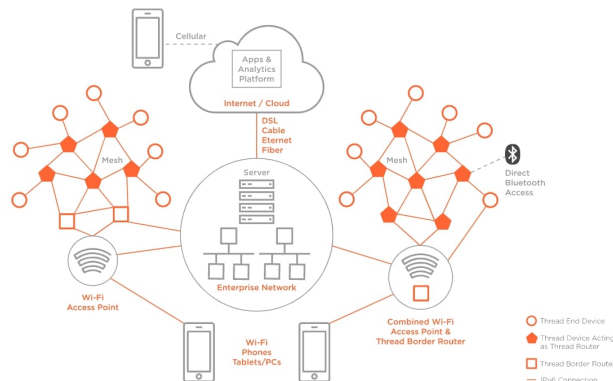 Cellular
Apps &
Analytics
Platform
Internet / Cloud
DSL
Cable
Eternet
Fiber
Mesh
Server
Mesh
Direct
Bluetooth
Access
Enterprise Network
Wi-Fi
Access Point
Combined Wi-Fi
Access Point &
Thread Border Router
Wi-Fi
Phones
Tablets/PCs
Thread End Device
Thread Device Acting
as Thread Router
Thread Border Route
IPv6 Connection